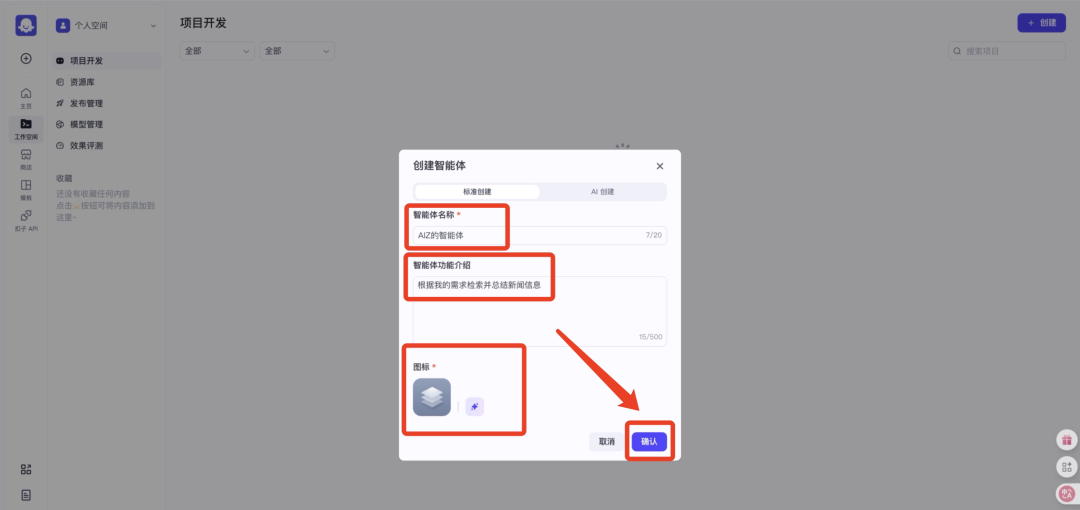 个人空间
项目开发
+ 创建
全部
全部
搜索项目
项目开发
资源库
发布管理
模型管理
效果评测
主页
工作空间
商店
模板
扣子 API
收藏
还没有收藏任何内容
点击⭐按钮可将内容添加到
这里~
创建智能体
标准创建
AI 创建
智能体名称 *
AIZ的智能体
7/20
智能体功能介绍
根据我的需求检索并总结新闻信息
15/500
图标 *
取消
确认